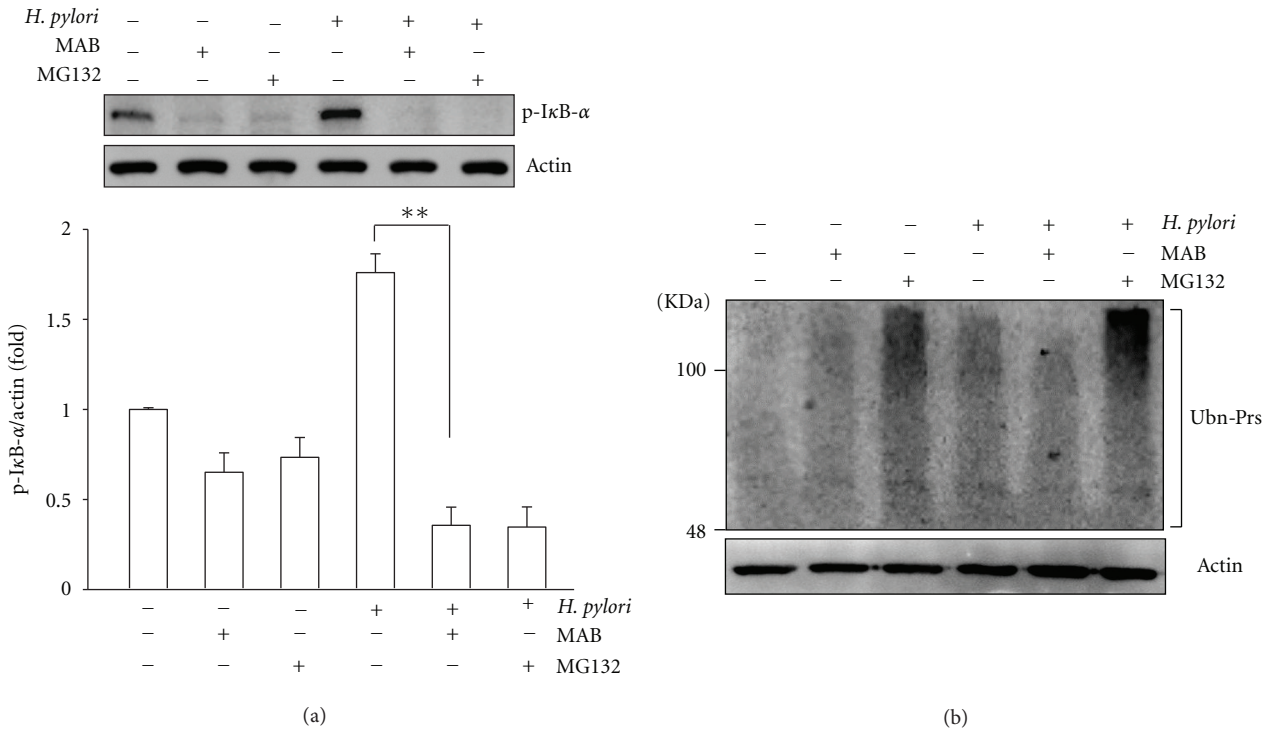 H. pylori − − − + + +
MAB − + − − + −
MG132 − − + − − +
p-IκB-α
Actin
**
2
1.5
1
0.5
0
p-IκB-α/actin (fold)
− − − + + + H. pylori
− + − − + − MAB
− − + − − + MG132
(a)
− − − + + + H. pylori
− + − − + − MAB
− − + − − + MG132
(KDa)
100
48
Ubn-Prs
Actin
(b)